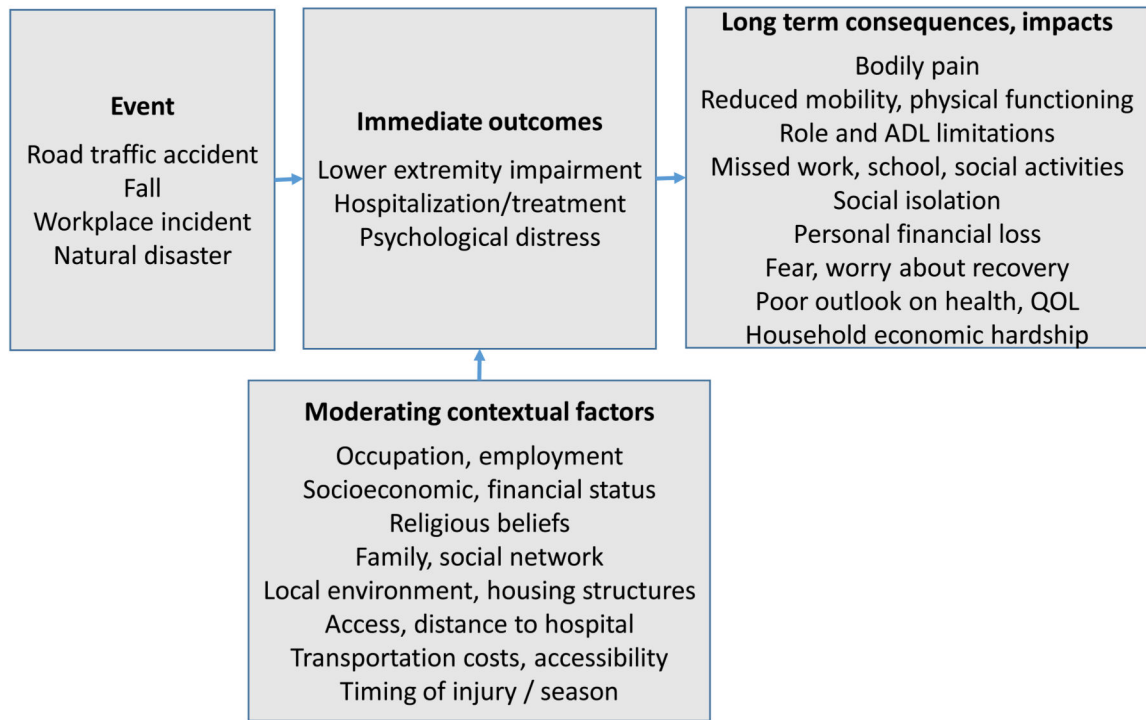 Event
Road traffic accident
Fall
Workplace incident
Natural disaster
Immediate outcomes
Lower extremity impairment
Hospitalization/treatment
Psychological distress
Long term consequences, impacts
Bodily pain
Reduced mobility, physical functioning
Role and ADL limitations
Missed work, school, social activities
Social isolation
Personal financial loss
Fear, worry about recovery
Poor outlook on health, QOL
Household economic hardship
Moderating contextual factors
Occupation, employment
Socioeconomic, financial status
Religious beliefs
Family, social network
Local environment, housing structures
Access, distance to hospital
Transportation costs, accessibility
Timing of injury / season